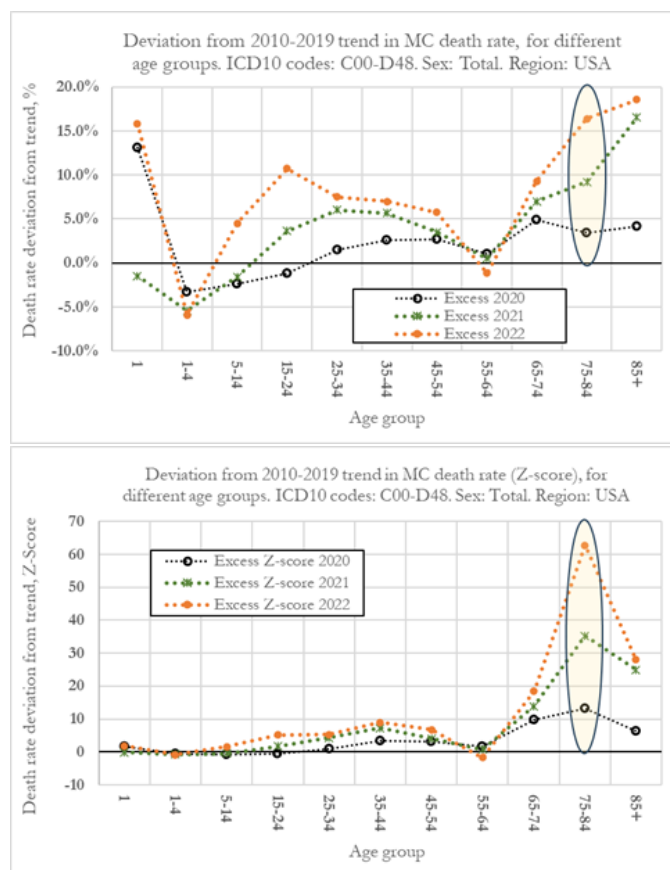 Deviation from 2010-2019 trend in MC death rate, for different
age groups. ICD10 codes: C00-D48. Sex: Total. Region: USA
Death rate deviation from trend, %
20.0%
15.0%
10.0%
5.0%
0.0%
-5.0%
-10.0%
Excess 2020
Excess 2021
Excess 2022
1
1-4
5-14
15-24
25-34
35-44
45-54
55-64
65-74
75-84
85+
Age group
Deviation from 2010-2019 trend in MC death rate (Z-score), for
different age groups. ICD10 codes: C00-D48. Sex: Total. Region: USA
Death rate deviation from trend, Z-Score
70
60
50
40
30
20
10
0
-10
Excess Z-score 2020
Excess Z-score 2021
Excess Z-score 2022
1
1-4
5-14
15-24
25-34
35-44
45-54
55-64
65-74
75-84
85+
Age group